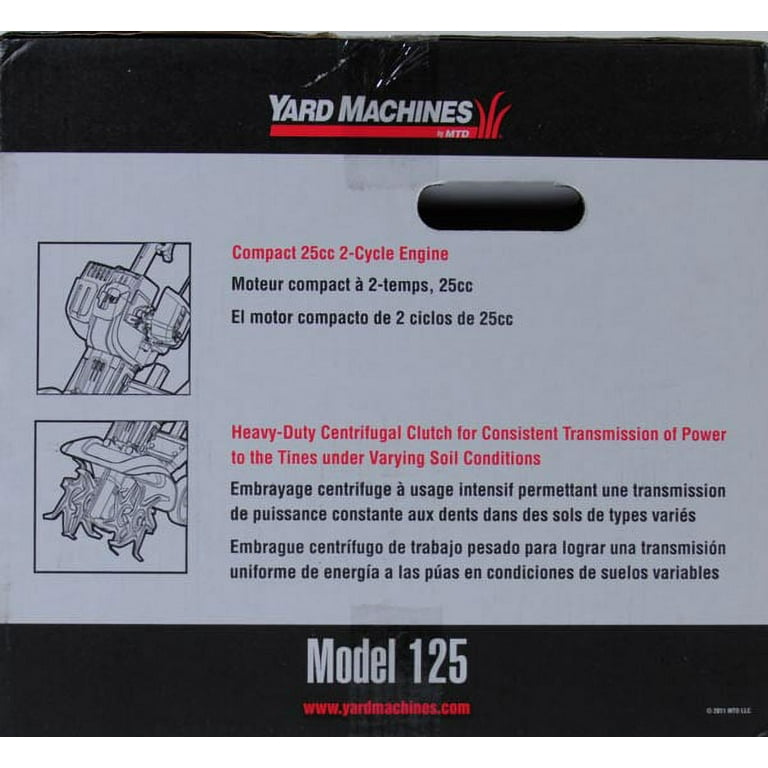 YARD MACHINES
by MTD
Compact 25cc 2-Cycle Engine
Moteur compact à 2-temps, 25cc
El motor compacto de 2 ciclos de 25cc
Heavy-Duty Centrifugal Clutch for Consistent Transmission of Power
to the Tines under Varying Soil Conditions
Embrayage centrifuge à usage intensif permettant une transmission
de puissance constante aux dents dans des sols de types variés
Embrague centrífugo de trabajo pesado para lograr una transmisión
uniforme de energía a las púas en condiciones de suelos variables
Model 125
www.yardmachines.com
© 2011 MTD LLC